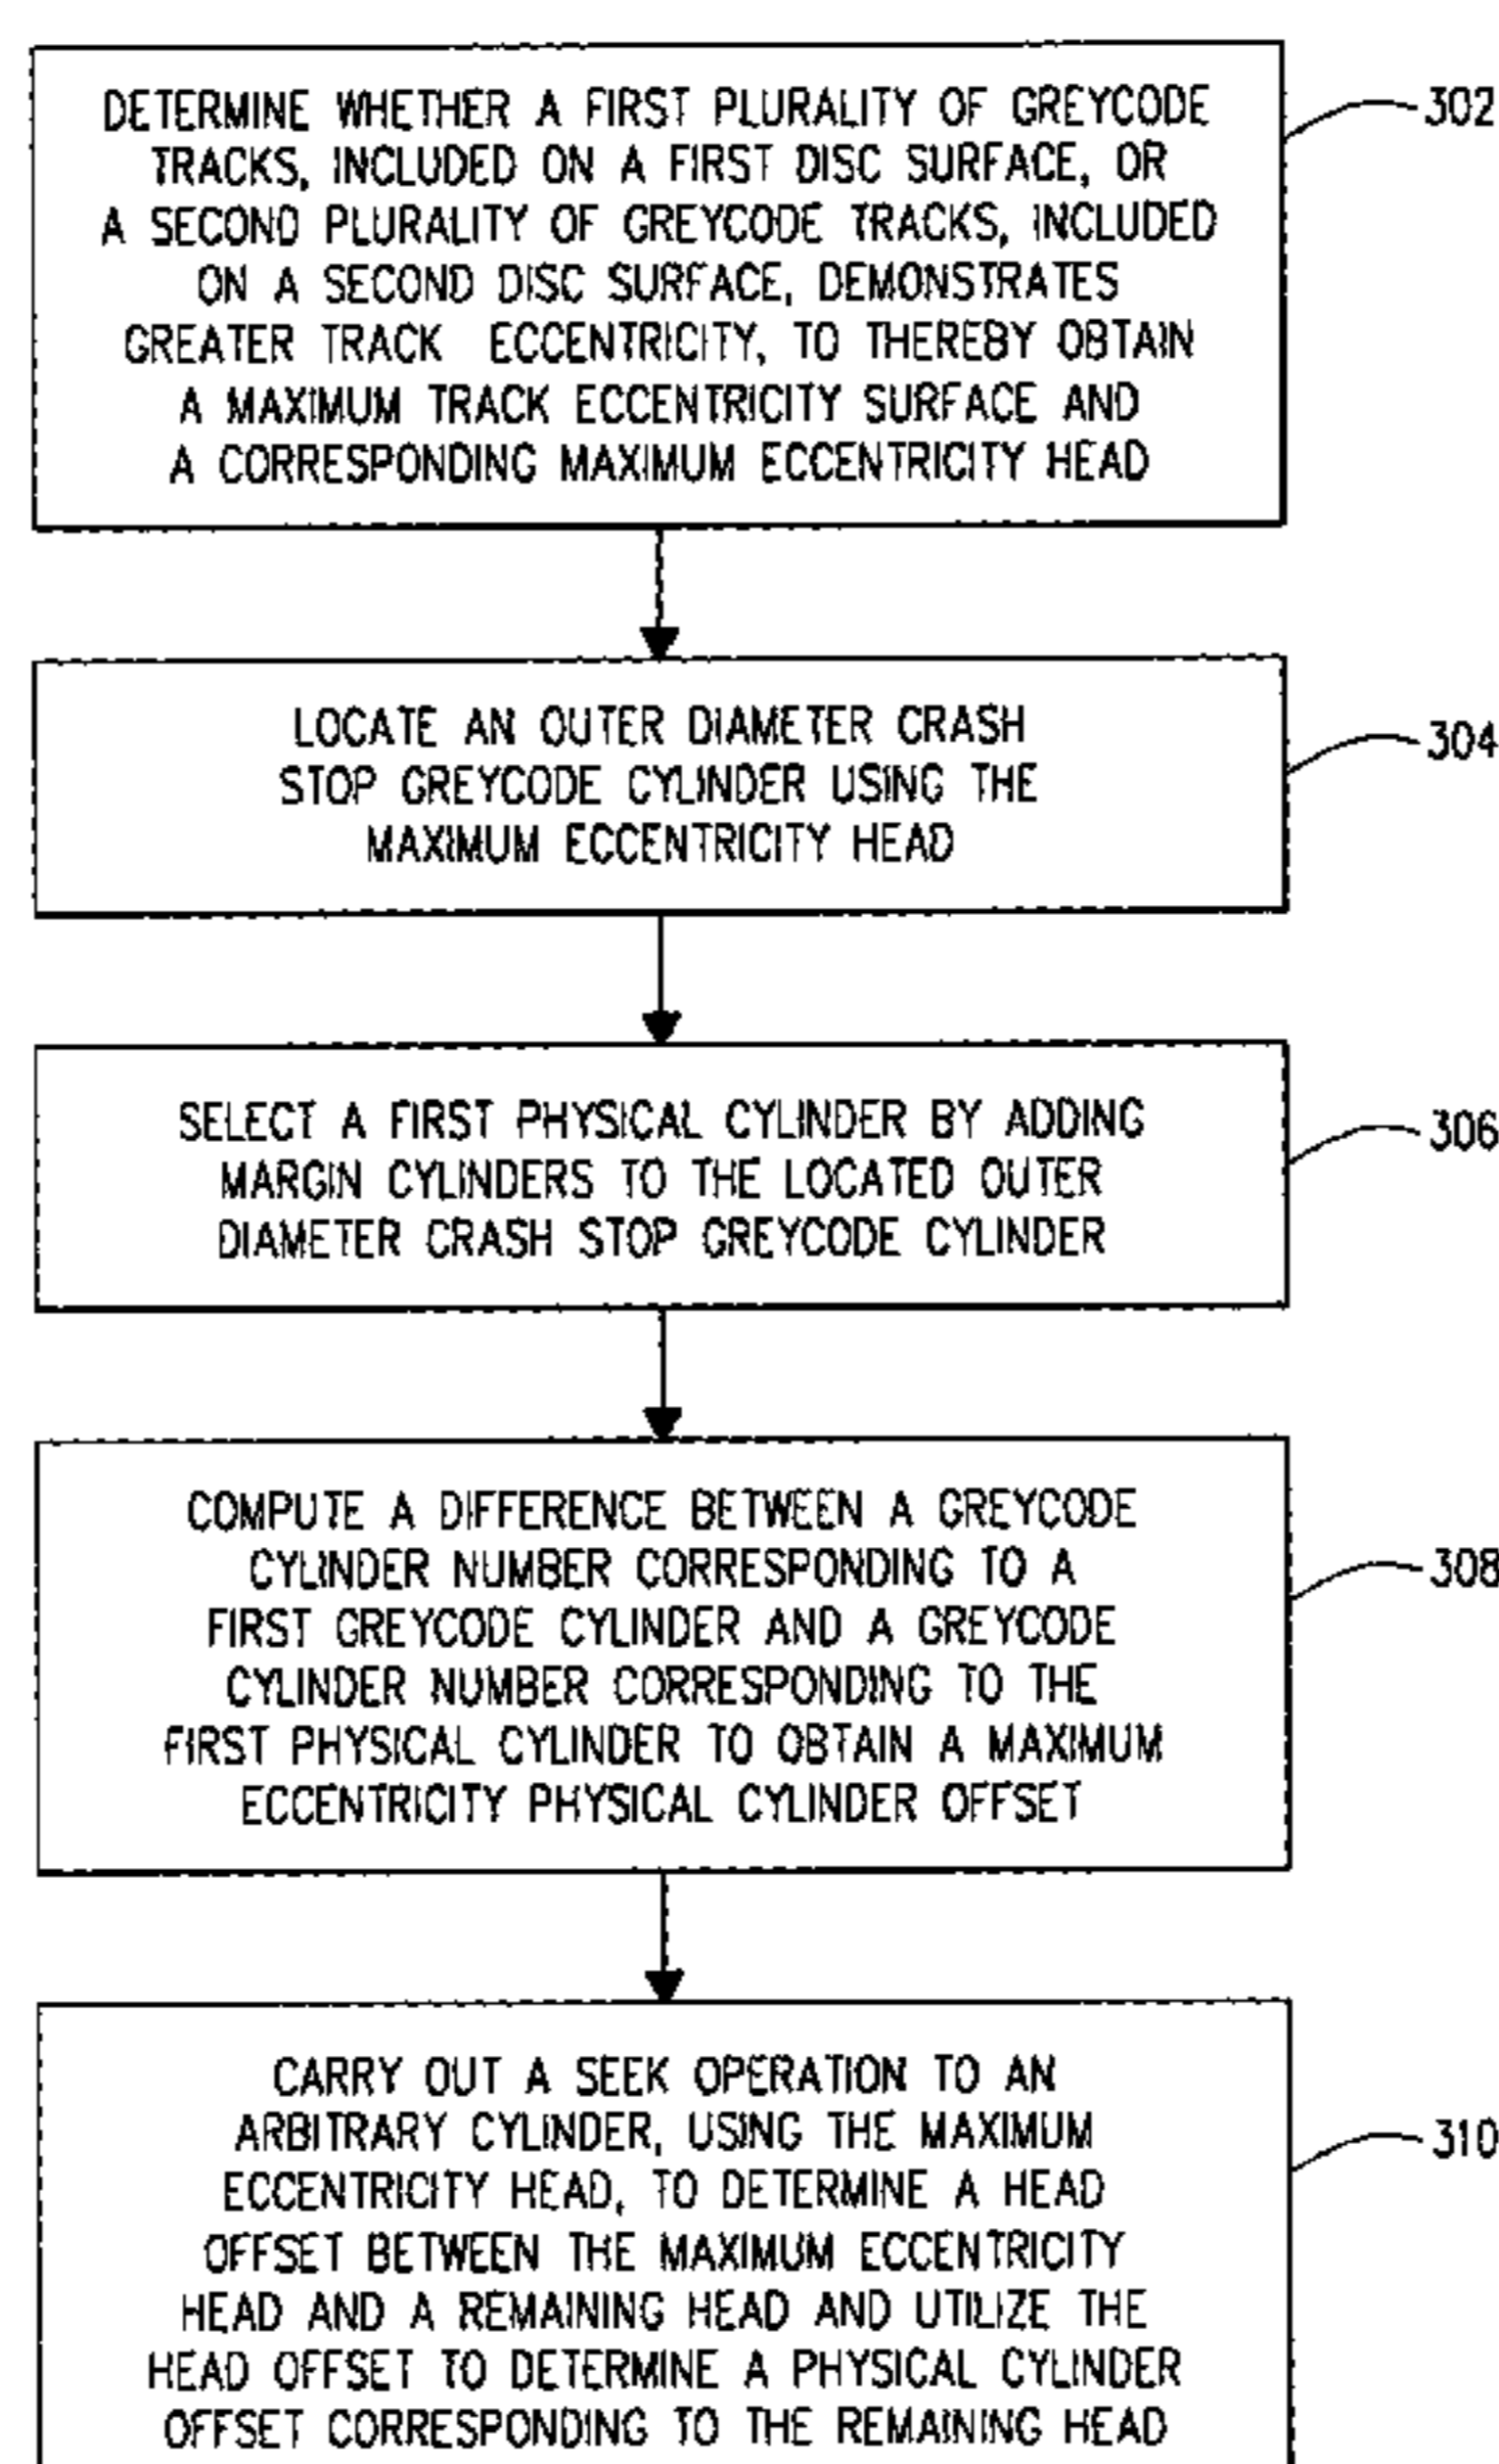 DETERMINE WHETHER A FIRST PLURALITY OF GREYCODE
TRACKS, INCLUDED ON A FIRST DISC SURFACE, OR
A SECOND PLURALITY OF GREYCODE TRACKS, INCLUDED
ON A SECOND DISC SURFACE, DEMONSTRATES
GREATER TRACK ECCENTRICITY, TO THEREBY OBTAIN
A MAXIMUM TRACK ECCENTRICITY SURFACE AND
A CORRESPONDING MAXIMUM ECCENTRICITY HEAD
302
LOCATE AN OUTER DIAMETER CRASH
STOP GREYCODE CYLINDER USING THE
MAXIMUM ECCENTRICITY HEAD
304
SELECT A FIRST PHYSICAL CYLINDER BY ADDING
MARGIN CYLINDERS TO THE LOCATED OUTER
DIAMETER CRASH STOP GREYCODE CYLINDER
306
COMPUTE A DIFFERENCE BETWEEN A GREYCODE
CYLINDER NUMBER CORRESPONDING TO A
FIRST GREYCODE CYLINDER AND A GREYCODE
CYLINDER NUMBER CORRESPONDING TO THE
FIRST PHYSICAL CYLINDER TO OBTAIN A MAXIMUM
ECCENTRICITY PHYSICAL CYLINDER OFFSET
308
CARRY OUT A SEEK OPERATION TO AN
ARBITRARY CYLINDER, USING THE MAXIMUM
ECCENTRICITY HEAD, TO DETERMINE A HEAD
OFFSET BETWEEN THE MAXIMUM ECCENTRICITY
HEAD AND A REMAINING HEAD AND UTILIZE THE
HEAD OFFSET TO DETERMINE A PHYSICAL CYLINDER
OFFSET CORRESPONDING TO THE REMAINING HEAD
310